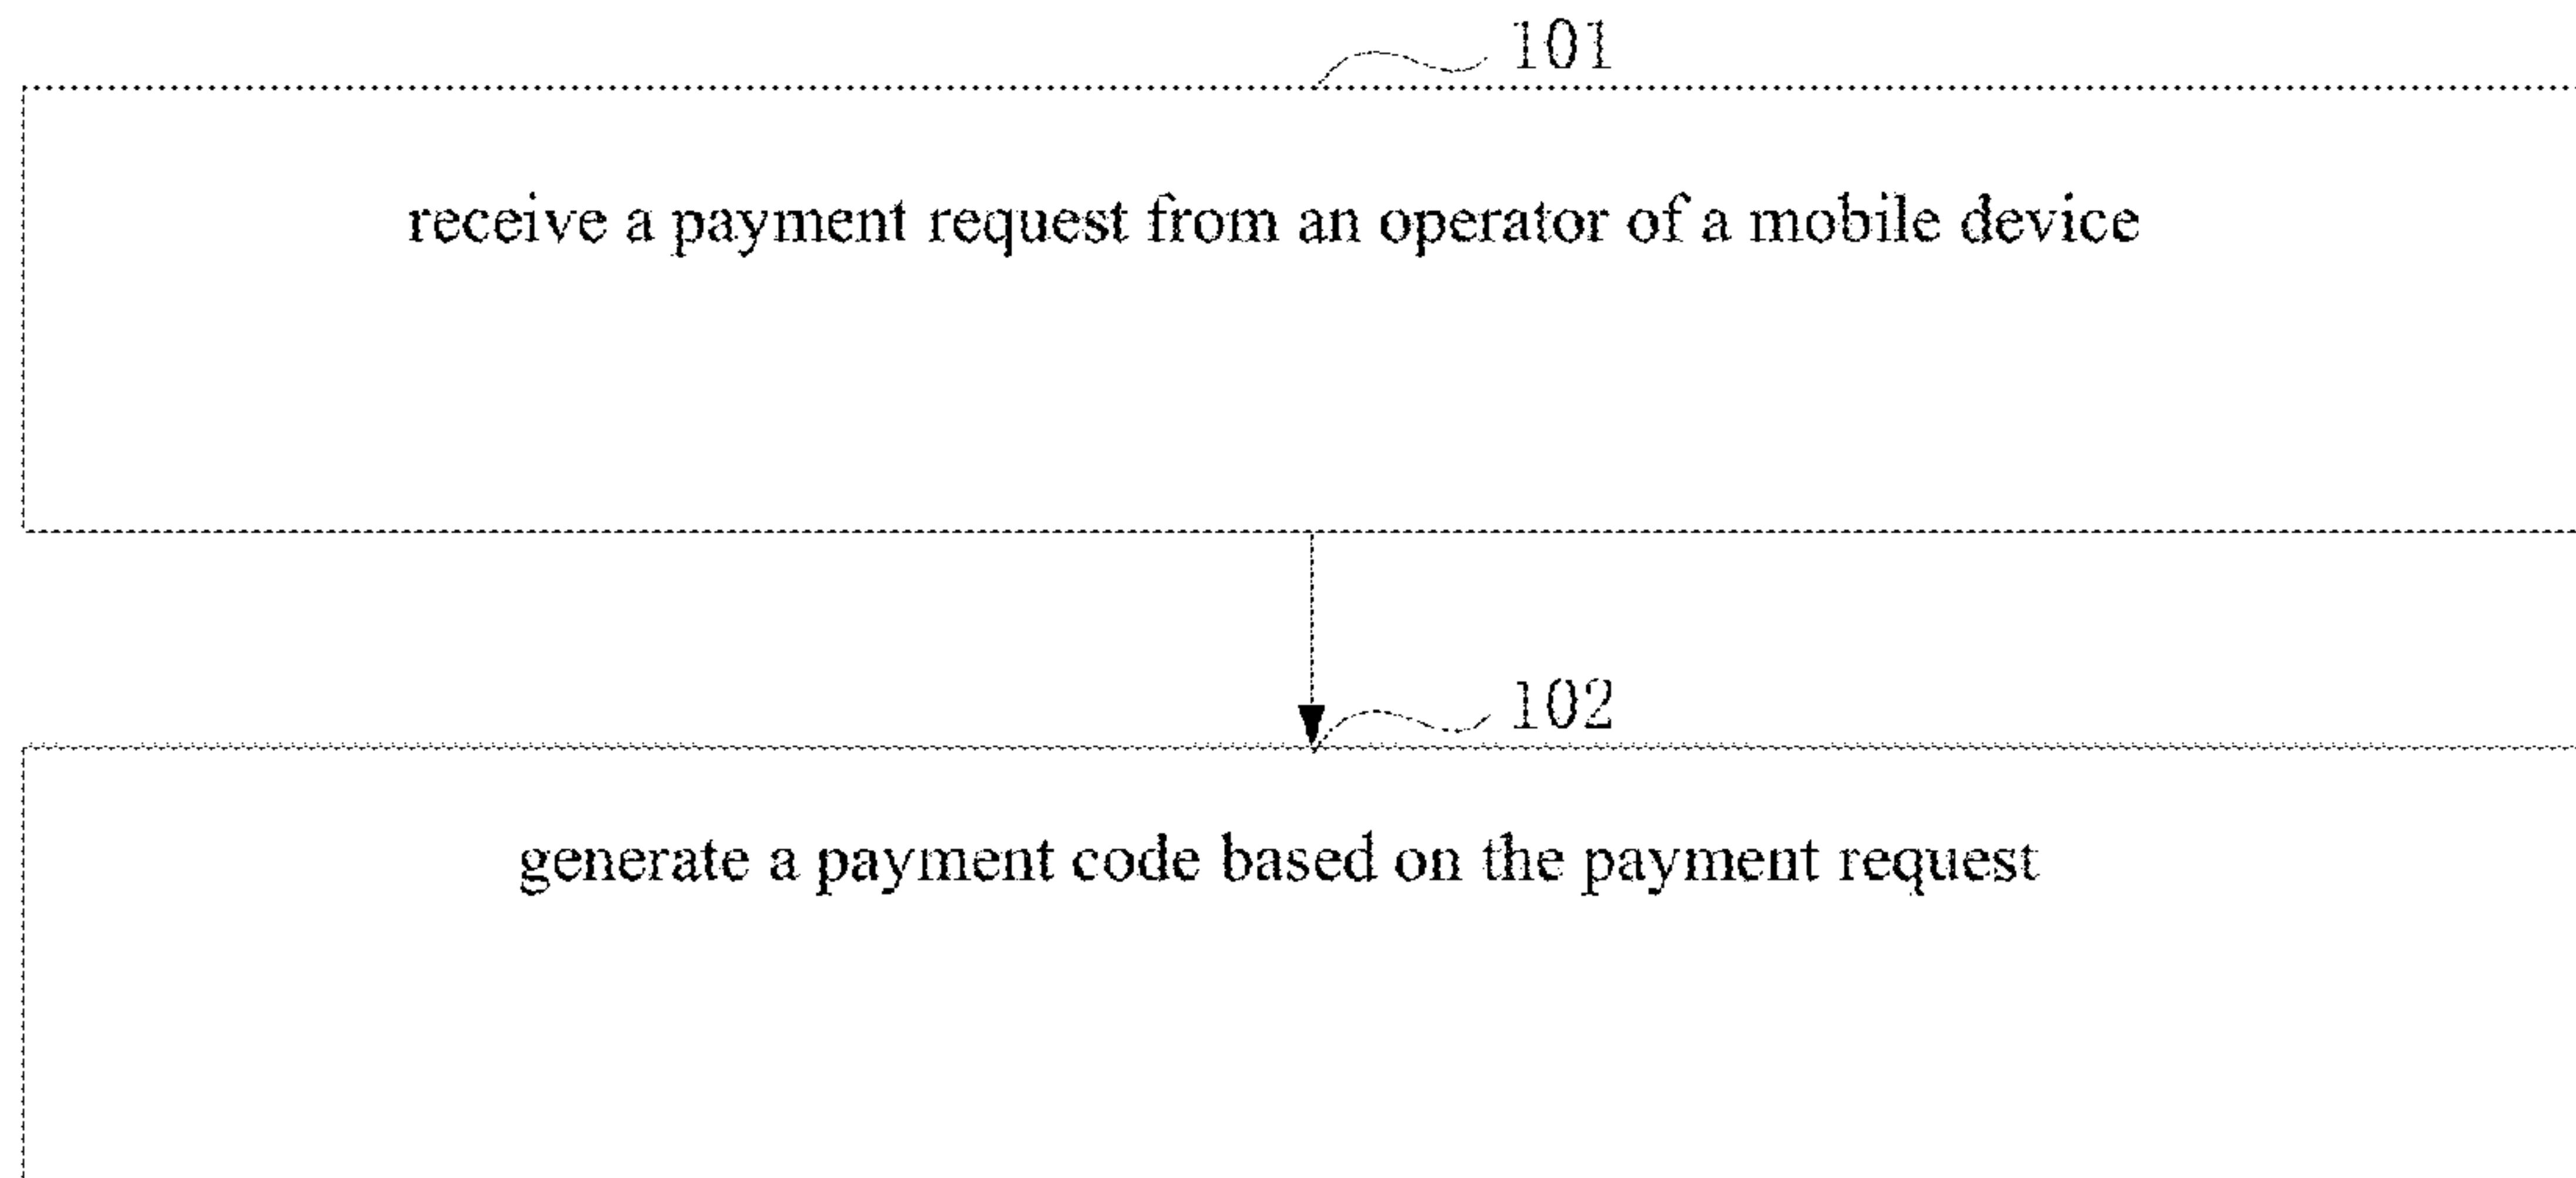 101
receive a payment request from an operator of a mobile device
102
generate a payment code based on the payment request